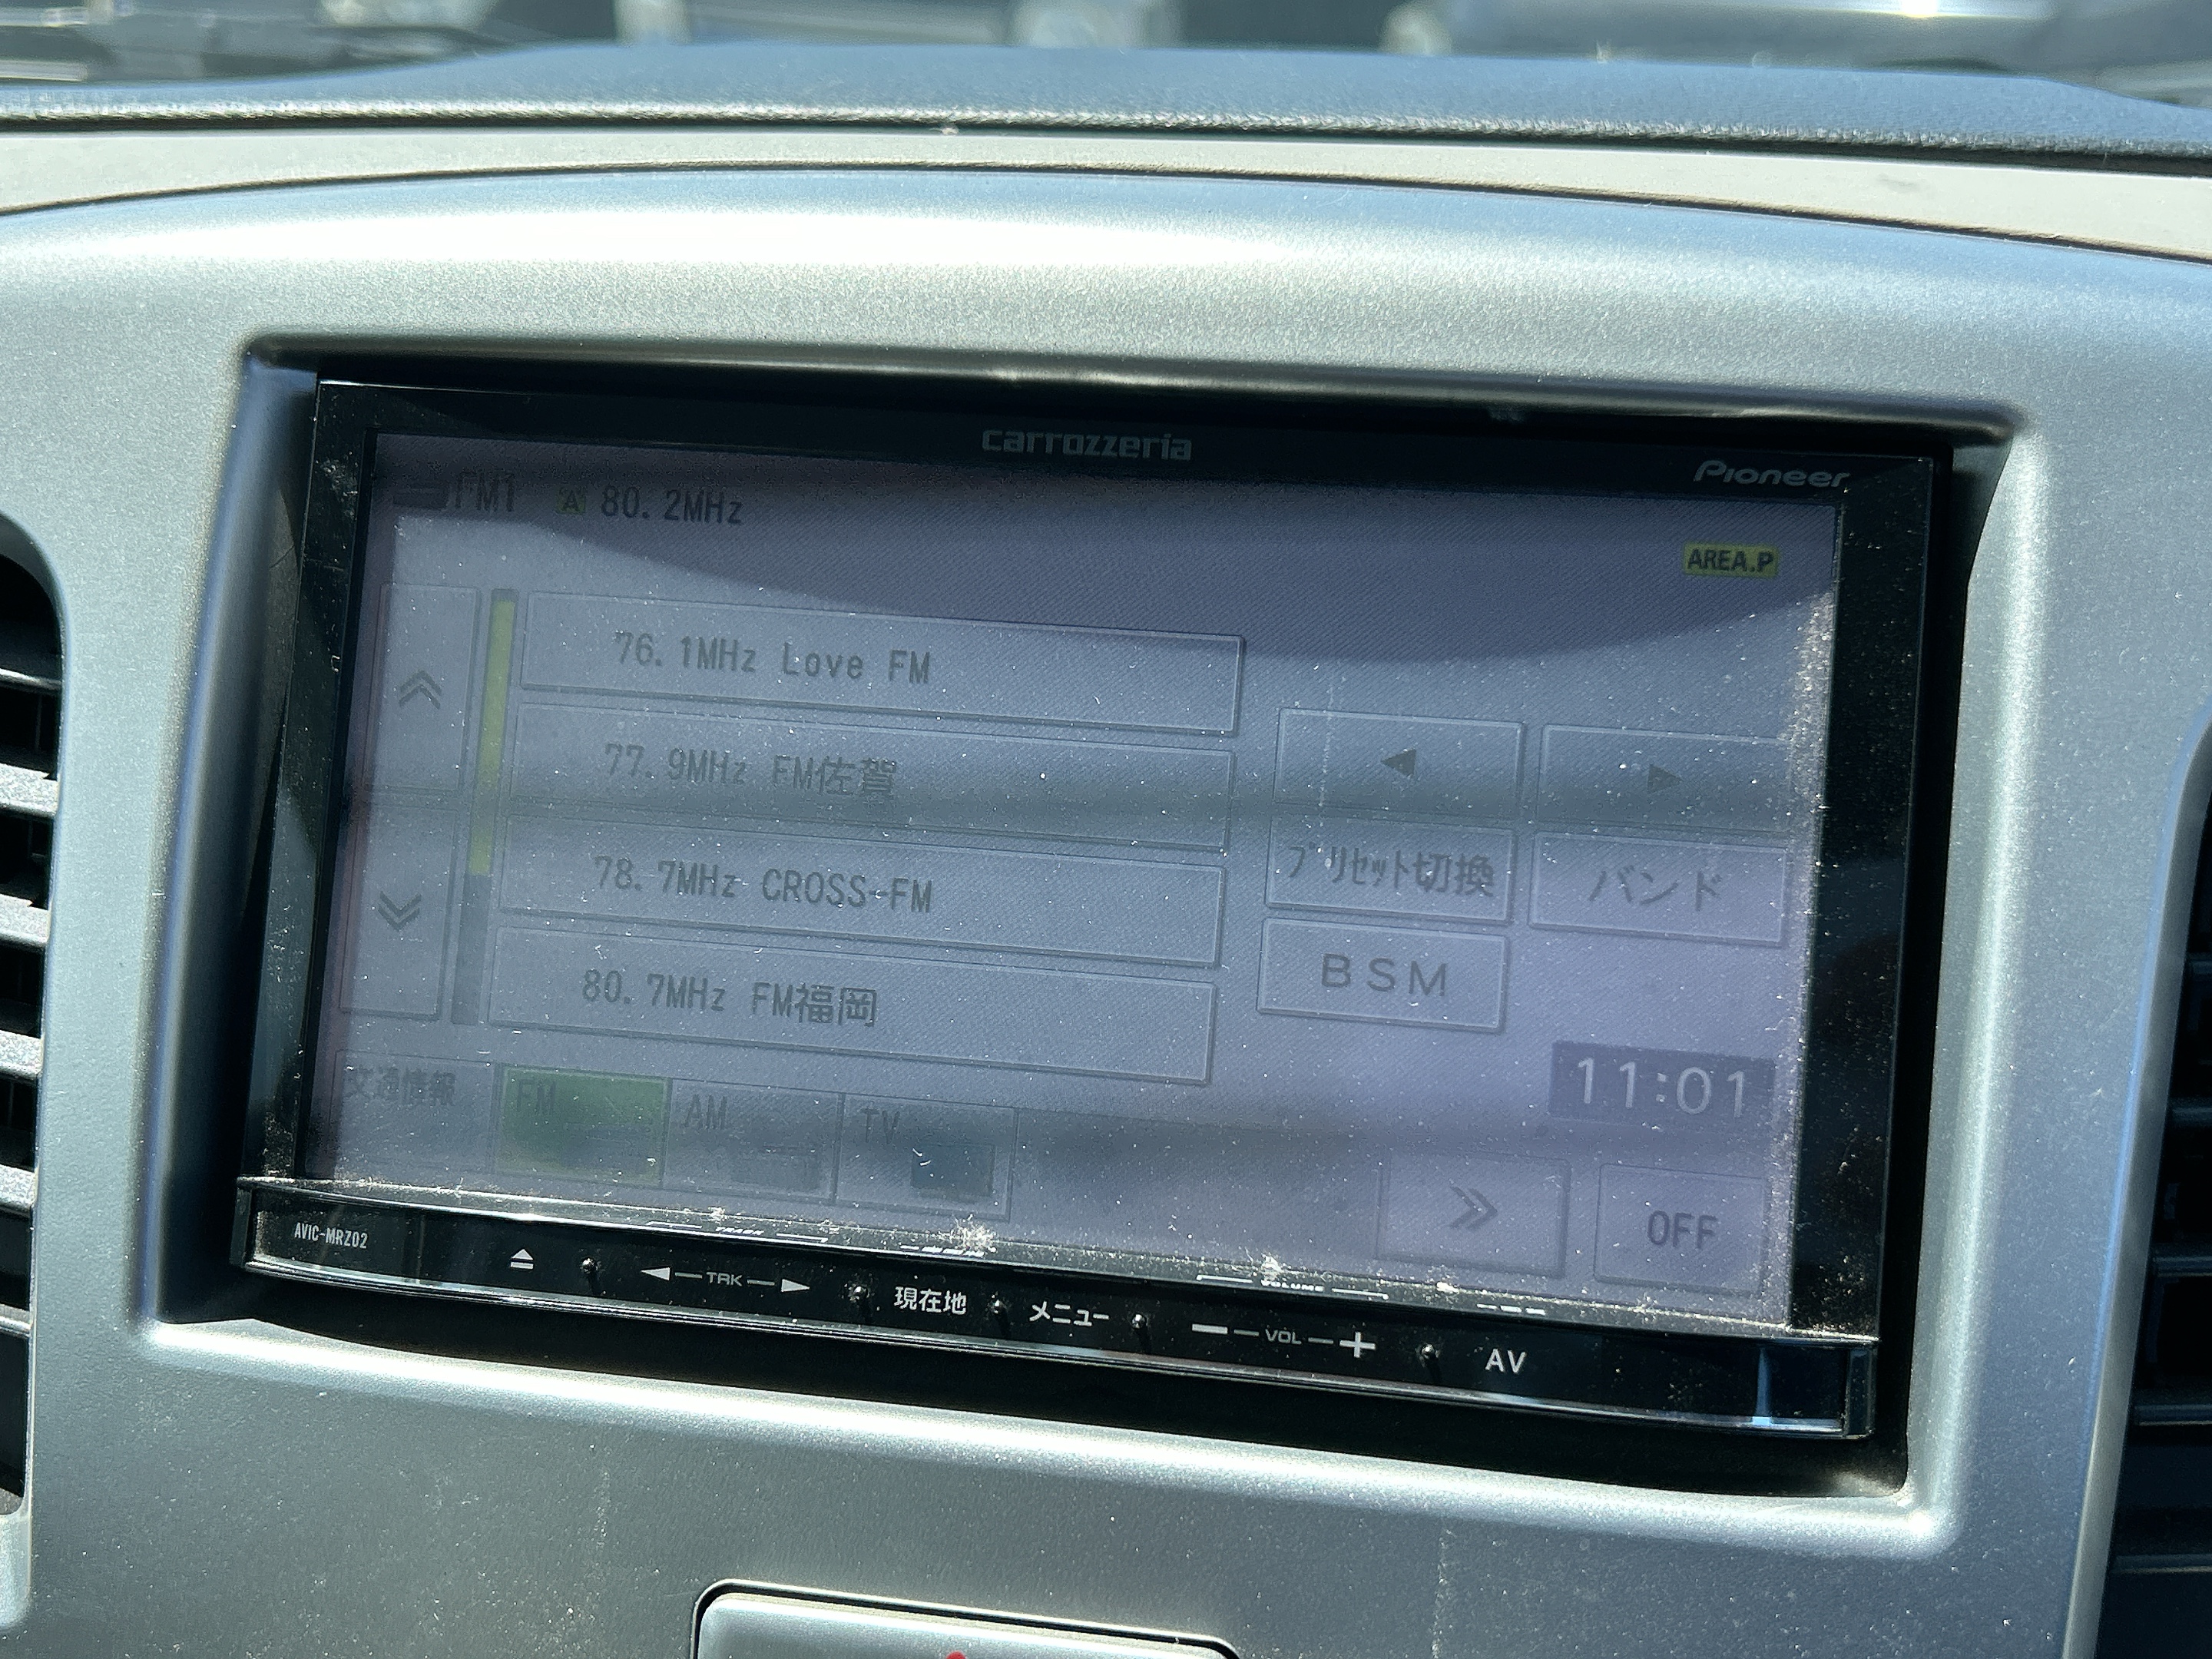 carrozzeria
Pioneer
FM1 A 80.2MHz
AREA.P
76.1MHz Love FM
77.9MHz FM佐賀
78.7MHz CROSS-FM
80.7MHz FM福岡
プリセット切換
バンド
BSM
11:01
交通情報
FM
AM
TV
OFF
AVIC-MRZ02
TRK
現在地
メニュー
VOL
AV